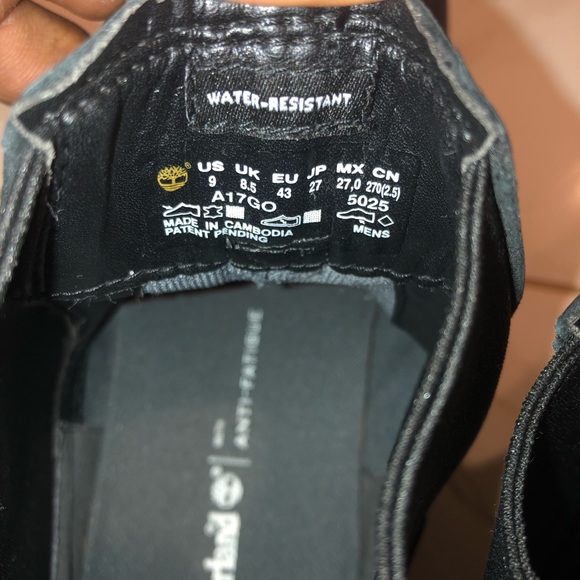 WATER-RESISTANT
US UK EU JP MX CN
9 8.5 43 27 27,0 270(2.5)
A17GO 5025
MADE IN CAMBODIA MENS
PATENT PENDING
ANTI-FATIGUE